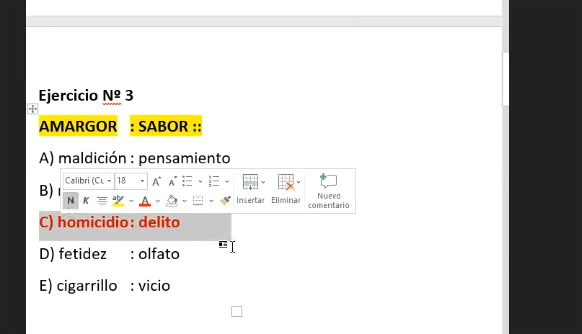 Ejercicio Nº 3
AMARGOR : SABOR ::
A) maldición : pensamiento
B)
Calibri (Cu 18
N K
Insertar Eliminar Nuevo comentario
C) homicidio : delito
D) fetidez : olfato
E) cigarrillo : vicio